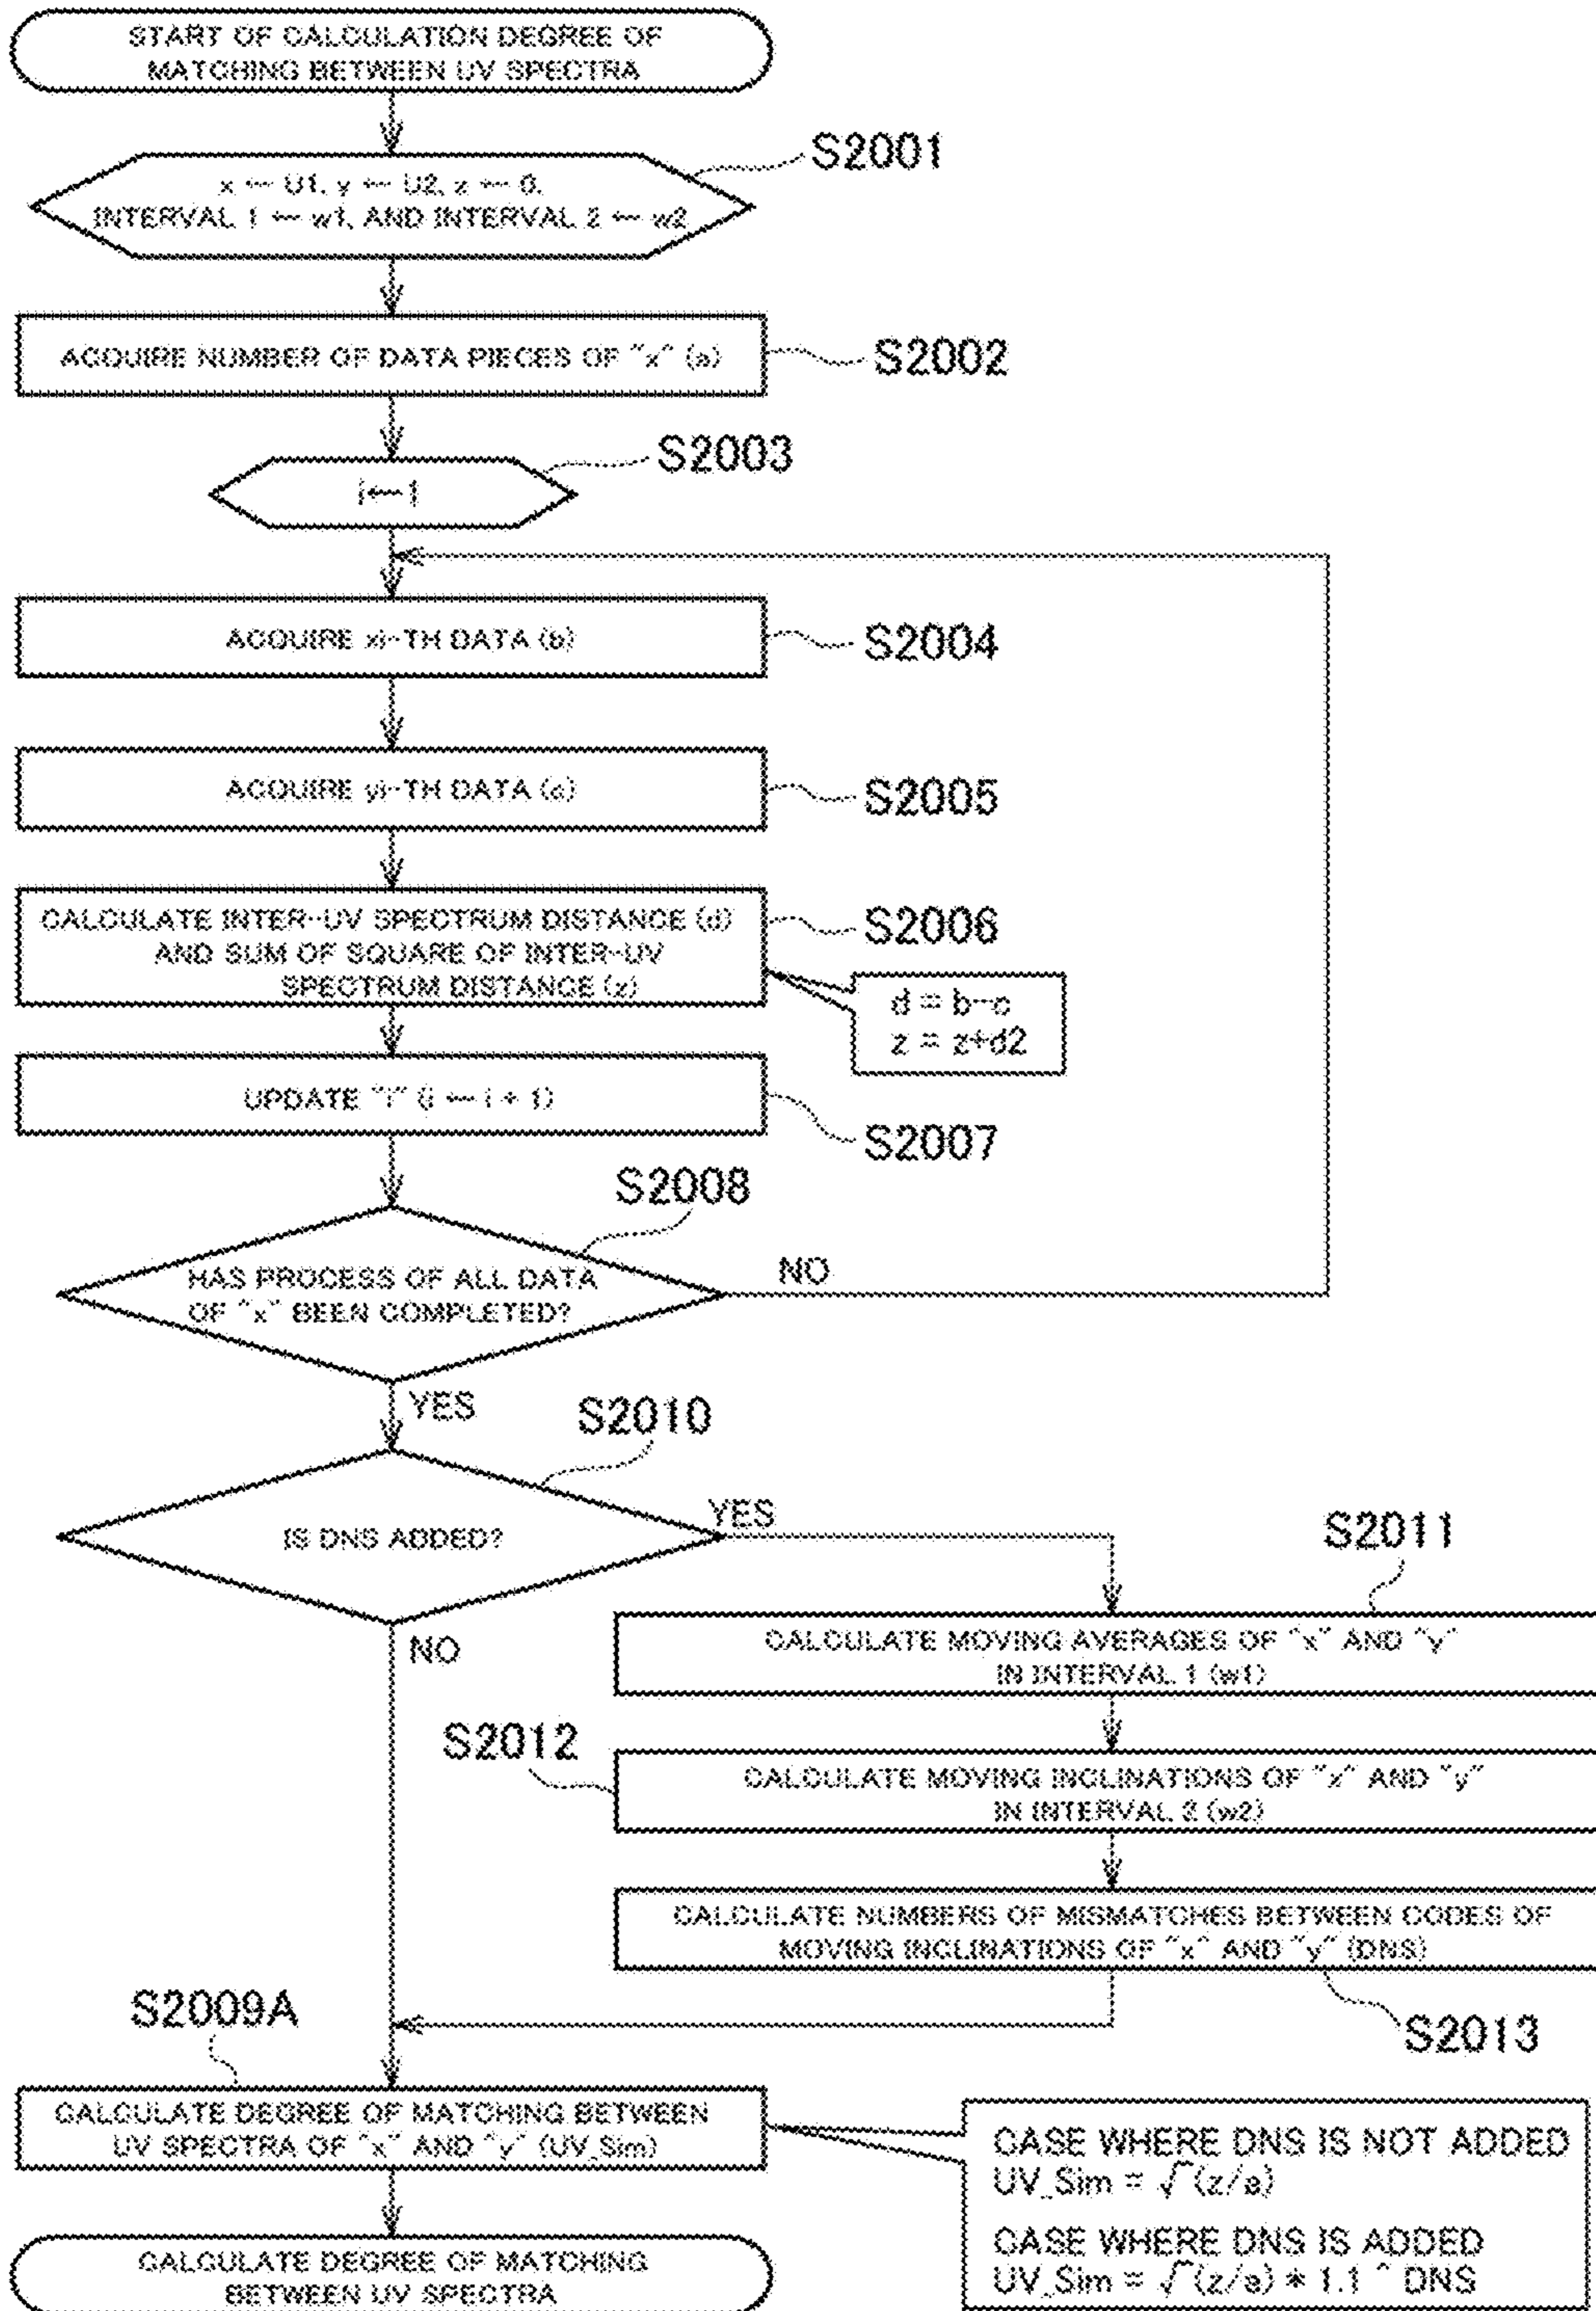 START OF CALCULATION DEGREE OF
MATCHING BETWEEN UV SPECTRA
S2001
x ← U1, y ← U2, z ← 0,
INTERVAL 1 ← w1, AND INTERVAL 2 ← w2
ACQUIRE NUMBER OF DATA PIECES OF "x" (a)
S2002
S2003
i ← 1
ACQUIRE xi-TH DATA (b)
S2004
ACQUIRE yi-TH DATA (c)
S2005
CALCULATE INTER-UV SPECTRUM DISTANCE (d)
AND SUM OF SQUARE OF INTER-UV
SPECTRUM DISTANCE (z)
S2006
d = b-c
z = z+d2
UPDATE "i" (i ← i + 1)
S2007
S2008
HAS PROCESS OF ALL DATA
OF "x" BEEN COMPLETED?
NO
YES
S2010
IS DNS ADDED?
YES
NO
S2011
CALCULATE MOVING AVERAGES OF "x" AND "y"
IN INTERVAL 1 (w1)
S2012
CALCULATE MOVING INCLINATIONS OF "x" AND "y"
IN INTERVAL 2 (w2)
CALCULATE NUMBERS OF MISMATCHES BETWEEN CODES OF
MOVING INCLINATIONS OF "x" AND "y" (DNS)
S2013
S2009A
CALCULATE DEGREE OF MATCHING BETWEEN
UV SPECTRA OF "x" AND "y" (UV_Sim)
CASE WHERE DNS IS NOT ADDED
UV_Sim = √(z/a)
CASE WHERE DNS IS ADDED
UV_Sim = √(z/a) * 1.1 ^ DNS
CALCULATE DEGREE OF MATCHING
BETWEEN UV SPECTRA